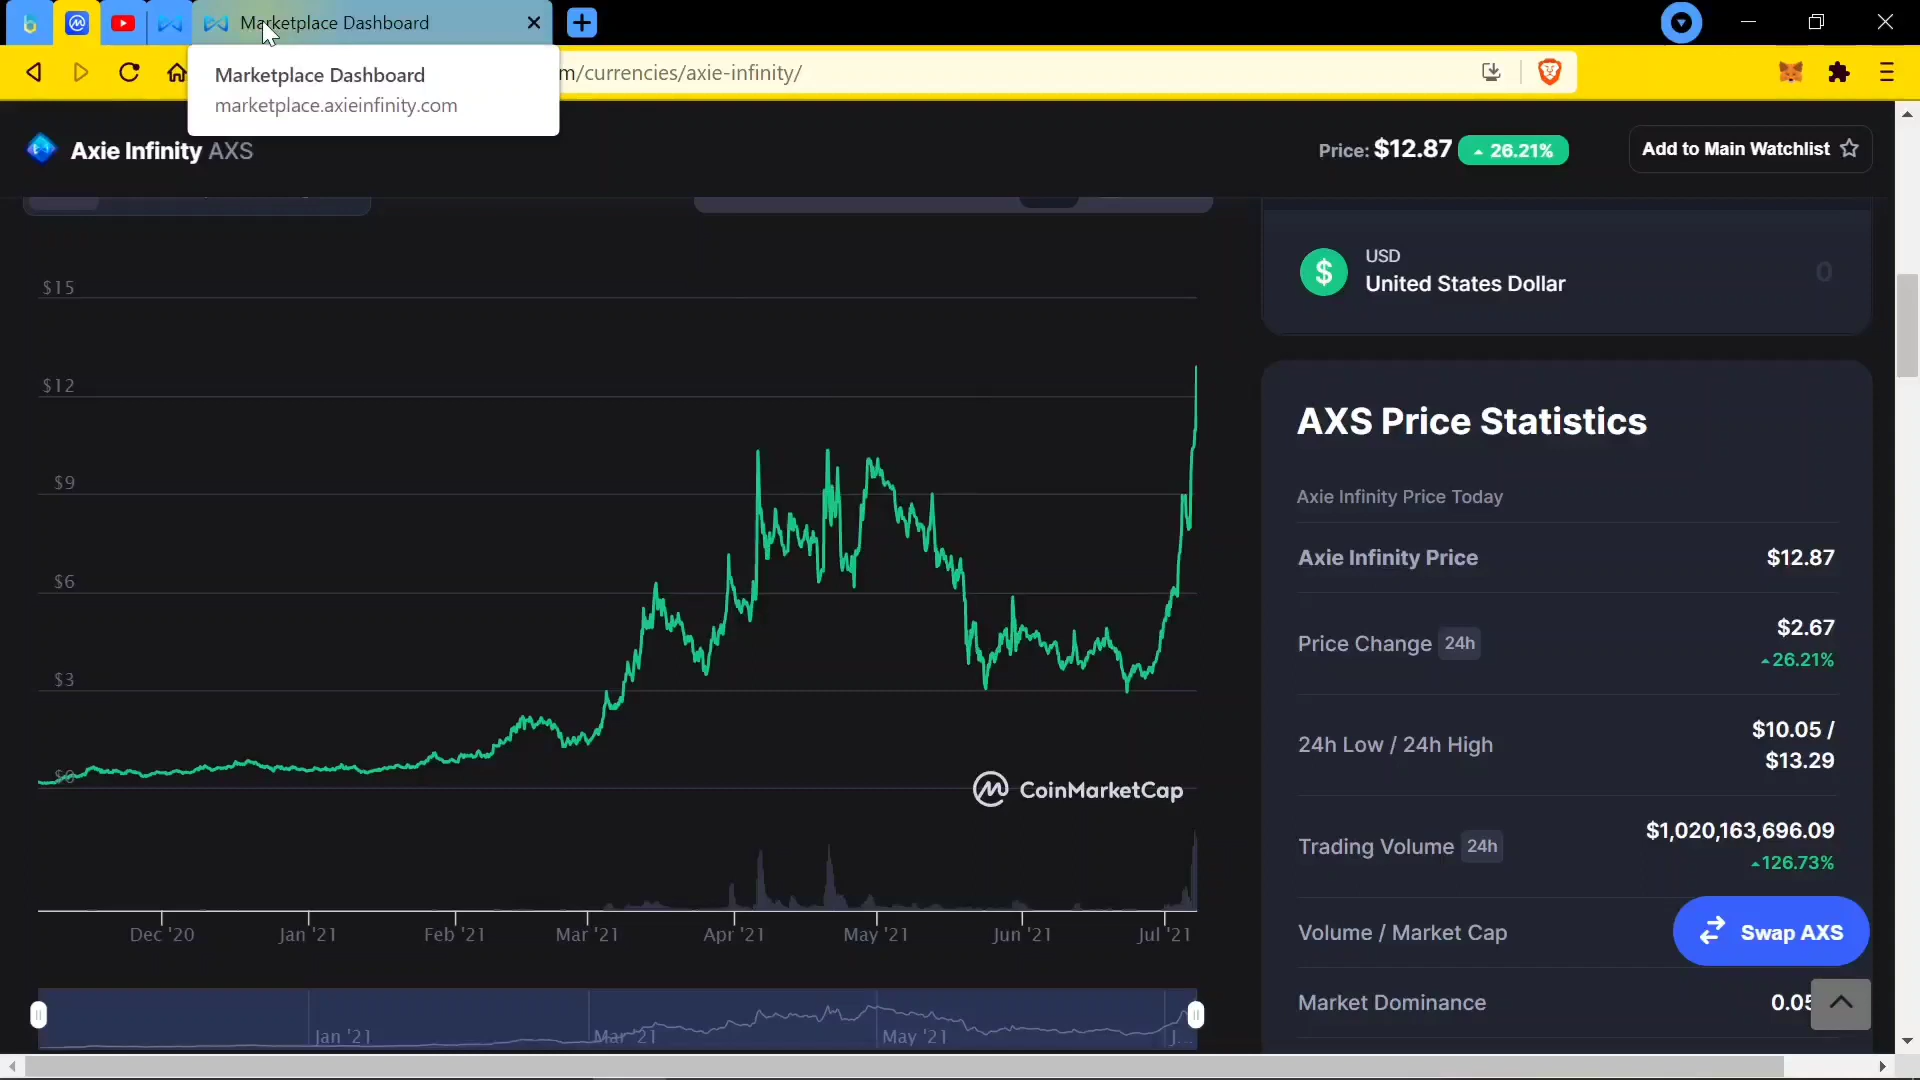 Marketplace Dashboard
m/currencies/axie-infinity/
Marketplace Dashboard
marketplace.axieinfinity.com
Axie Infinity AXS
Price: $12.87 26.21%
Add to Main Watchlist
USD
United States Dollar
0
$15
$12
$9
$6
$3
$0
CoinMarketCap
Dec '20 Jan '21 Feb '21 Mar '21 Apr '21 May '21 Jun '21 Jul '21
Jan '21 Mar '21 May '21 J...
AXS Price Statistics
Axie Infinity Price Today
Axie Infinity Price $12.87
Price Change 24h $2.67
26.21%
24h Low / 24h High $10.05 /
$13.29
Trading Volume 24h $1,020,163,696.09
126.73%
Volume / Market Cap
Swap AXS
Market Dominance 0.05